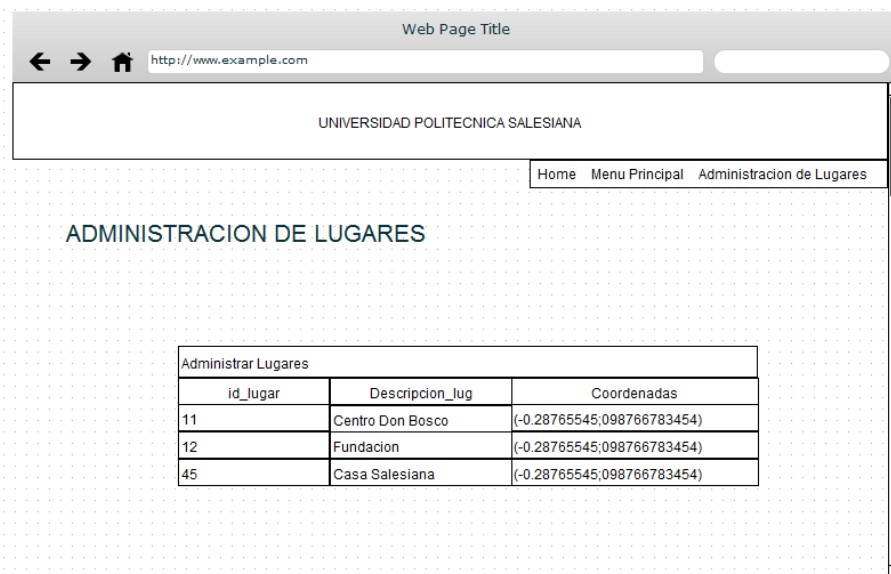 Web Page Title
http://www.example.com
UNIVERSIDAD POLITECNICA SALESIANA
Home Menu Principal Administracion de Lugares
ADMINISTRACION DE LUGARES
Administrar Lugares
id_lugar Descripcion_lug Coordenadas
11 Centro Don Bosco (-0.28765545;098766783454)
12 Fundacion (-0.28765545;098766783454)
45 Casa Salesiana (-0.28765545;098766783454)